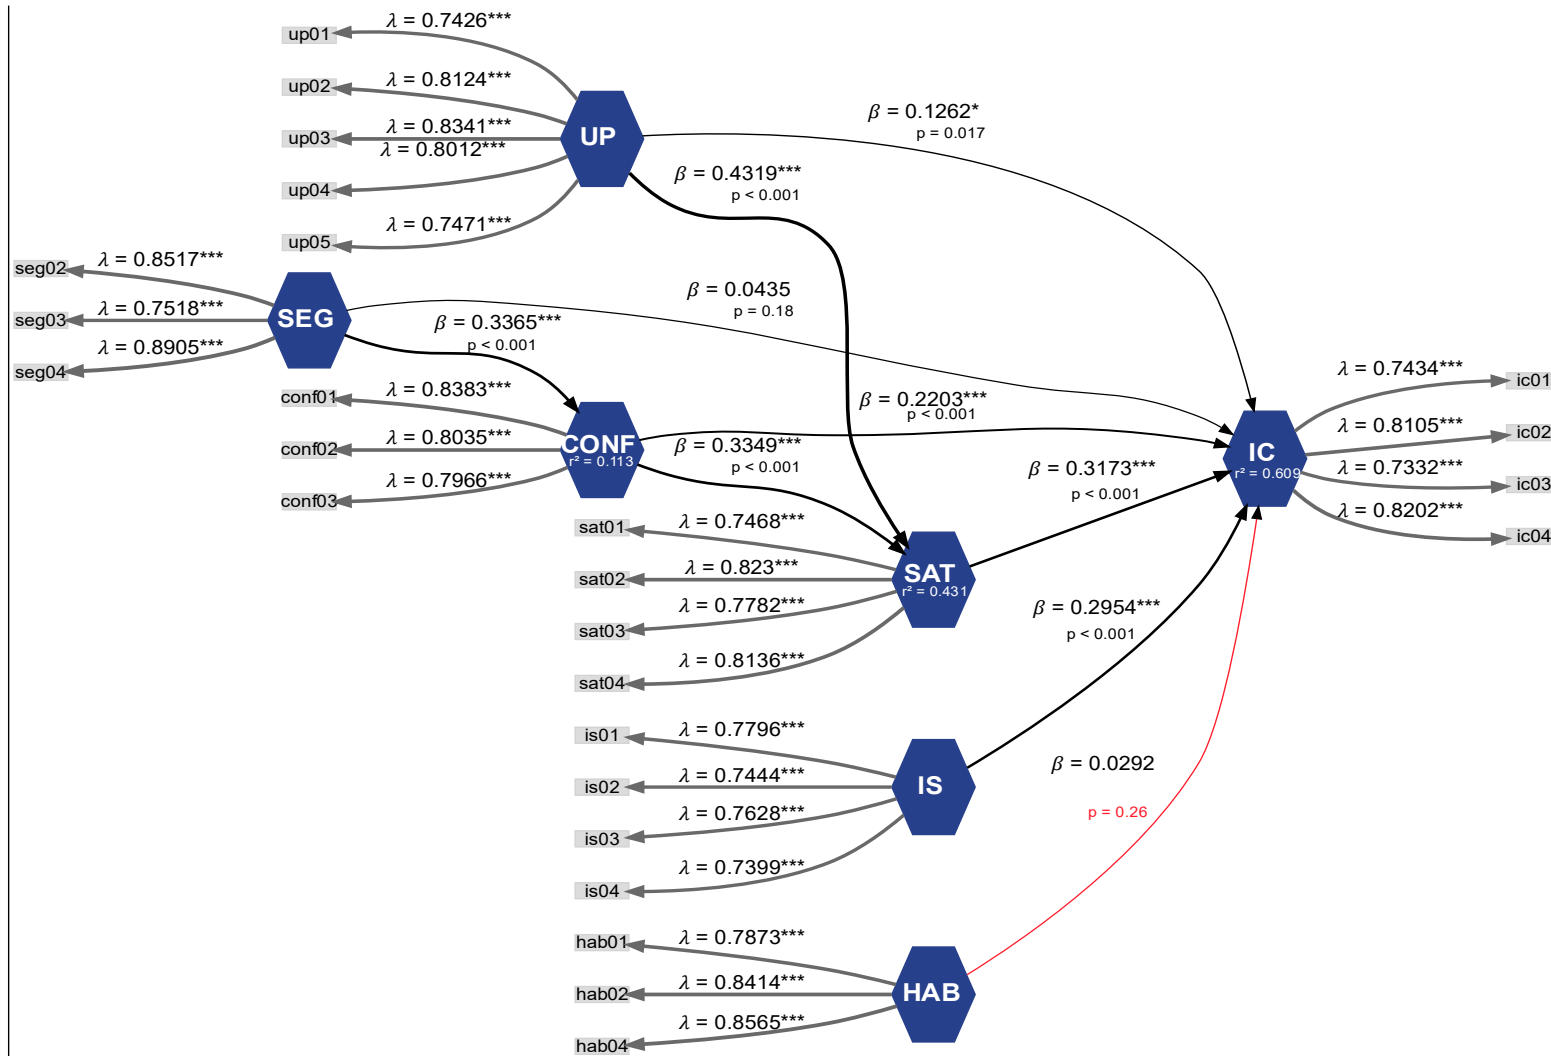 up01
λ = 0.7426***
up02
λ = 0.8124***
up03
λ = 0.8341***
λ = 0.8012***
up04
up05
λ = 0.7471***
UP
β = 0.1262*
p = 0.017
β = 0.4319***
p < 0.001
seg02
λ = 0.8517***
seg03
λ = 0.7518***
seg04
λ = 0.8905***
SEG
β = 0.0435
p = 0.18
β = 0.3365***
p < 0.001
conf01
λ = 0.8383***
conf02
λ = 0.8035***
conf03
λ = 0.7966***
CONF
r² = 0.113
β = 0.2203***
p < 0.001
β = 0.3349***
p < 0.001
IC
r² = 0.609
λ = 0.7434***
ic01
λ = 0.8105***
ic02
λ = 0.7332***
ic03
λ = 0.8202***
ic04
β = 0.3173***
p < 0.001
sat01
λ = 0.7468***
sat02
λ = 0.823***
sat03
λ = 0.7782***
sat04
λ = 0.8136***
SAT
r² = 0.431
β = 0.2954***
p < 0.001
is01
λ = 0.7796***
is02
λ = 0.7444***
is03
λ = 0.7628***
is04
λ = 0.7399***
IS
β = 0.0292
p = 0.26
hab01
λ = 0.7873***
hab02
λ = 0.8414***
hab04
λ = 0.8565***
HAB